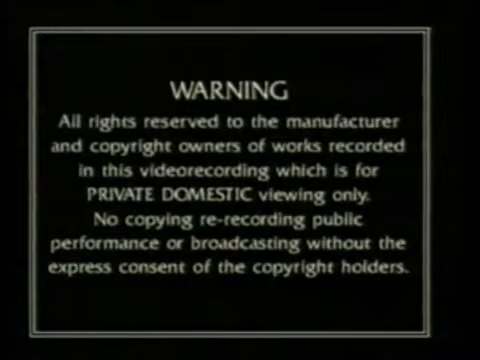 WARNING
All rights reserved to the manufacturer
and copyright owners of works recorded
in this videorecording which is for
PRIVATE DOMESTIC viewing only.
No copying re-recording public
performance or broadcasting without the
express consent of the copyright holders.